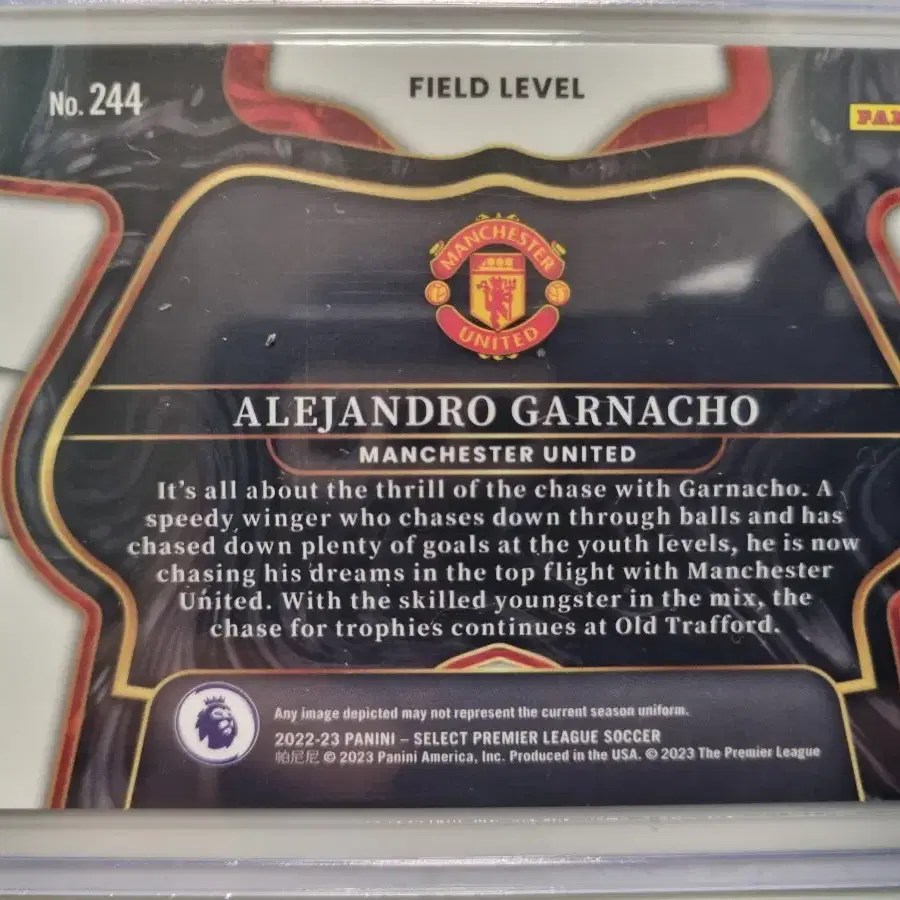 No. 244
FIELD LEVEL
MANCHESTER
UNITED
ALEJANDRO GARNACHO
MANCHESTER UNITED
It's all about the thrill of the chase with Garnacho. A
speedy winger who chases down through balls and has
chased down plenty of goals at the youth levels, he is now
chasing his dreams in the top flight with Manchester
United. With the skilled youngster in the mix, the
chase for trophies continues at Old Trafford.
Any image depicted may not represent the current season uniform.
2022-23 PANINI – SELECT PREMIER LEAGUE SOCCER
帕尼尼 © 2023 Panini America, Inc. Produced in the USA. © 2023 The Premier League